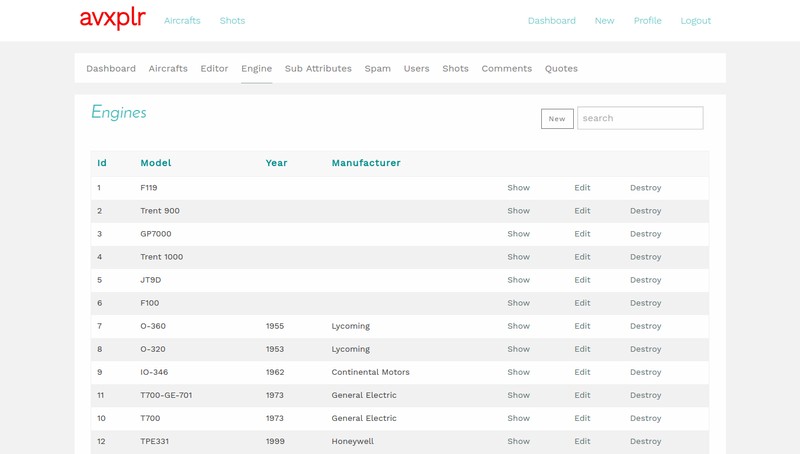 avxplr Aircrafts Shots Dashboard New Profile Logout
Dashboard Aircrafts Editor Engine Sub Attributes Spam Users Shots Comments Quotes
Engines New search
Id Model Year Manufacturer
1 F119 Show Edit Destroy
2 Trent 900 Show Edit Destroy
3 GP7000 Show Edit Destroy
4 Trent 1000 Show Edit Destroy
5 JT9D Show Edit Destroy
6 F100 Show Edit Destroy
7 O-360 1955 Lycoming Show Edit Destroy
8 O-320 1953 Lycoming Show Edit Destroy
9 IO-346 1962 Continental Motors Show Edit Destroy
11 T700-GE-701 1973 General Electric Show Edit Destroy
10 T700 1973 General Electric Show Edit Destroy
12 TPE331 1999 Honeywell Show Edit Destroy